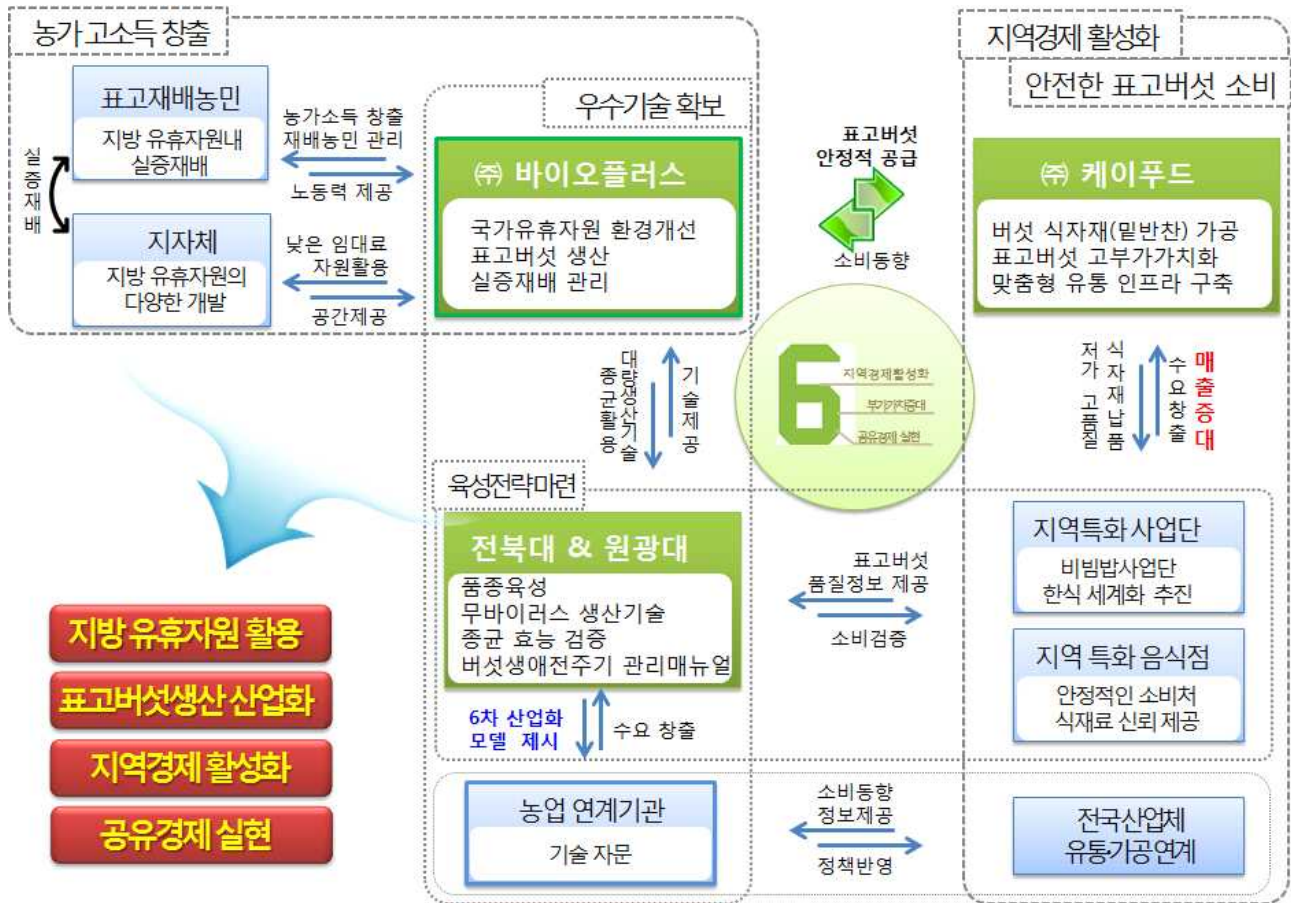 농가 고소득 창출
표고재배농민
지방 유휴자원내
실증재배
실증재배
지자체
지방 유휴자원의
다양한 개발
농가소득 창출
재배농민 관리
노동력 제공
낮은 임대료
자원활용
공간제공
우수기술 확보
㈜ 바이오플러스
국가유휴자원 환경개선
표고버섯 생산
실증재배 관리
표고버섯
안정적 공급
소비동향
지역경제 활성화
안전한 표고버섯 소비
㈜ 케이푸드
버섯 식자재(밑반찬) 가공
표고버섯 고부가가치화
맞춤형 유통 인프라 구축
종균활용
대량생산기술
기술제공
6
지역경제활성화
부가가치증대
공유경제 실현
저가 고품질
식자재납품
수요창출
매출증대
육성전략마련
전북대 & 원광대
품종육성
무바이러스 생산기술
종균 효능 검증
버섯생애전주기 관리매뉴얼
표고버섯
품질정보 제공
소비검증
지역특화 사업단
비빔밥사업단
한식 세계화 추진
지역 특화 음식점
안정적인 소비처
식재료 신뢰 제공
6차 산업화
모델 제시
수요 창출
농업 연계기관
기술 자문
소비동향
정보제공
정책반영
전국산업체
유통·가공연계
지방 유휴자원 활용
표고버섯생산 산업화
지역경제 활성화
공유경제 실현